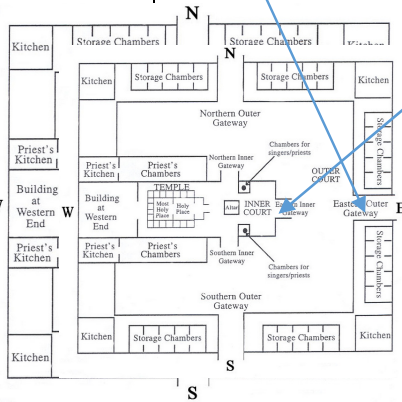 N
Kitchen
Storage Chambers
Storage Chambers
Kitchen
N
Kitchen
Storage Chambers
Storage Chambers
Kitchen
Northern Outer
Gateway
Storage Chambers
Chambers for
singers/priests
Priest's
Kitchen
Northern Inner
Gateway
OUTER
COURT
Priest's
Kitchen
Priest's
Chambers
Building
at
Western
End
W
Building
at
Western
End
TEMPLE
Most
Holy
Place
Holy
Place
Altar
INNER
COURT
Eastern Inner
Gateway
Eastern Outer
Gateway
E
Priest's
Kitchen
Priest's
Kitchen
Priest's
Chambers
Southern Inner
Gateway
Chambers for
singers/priests
Storage Chambers
Southern Outer
Gateway
Kitchen
Storage Chambers
Storage Chambers
Kitchen
Kitchen
S
S